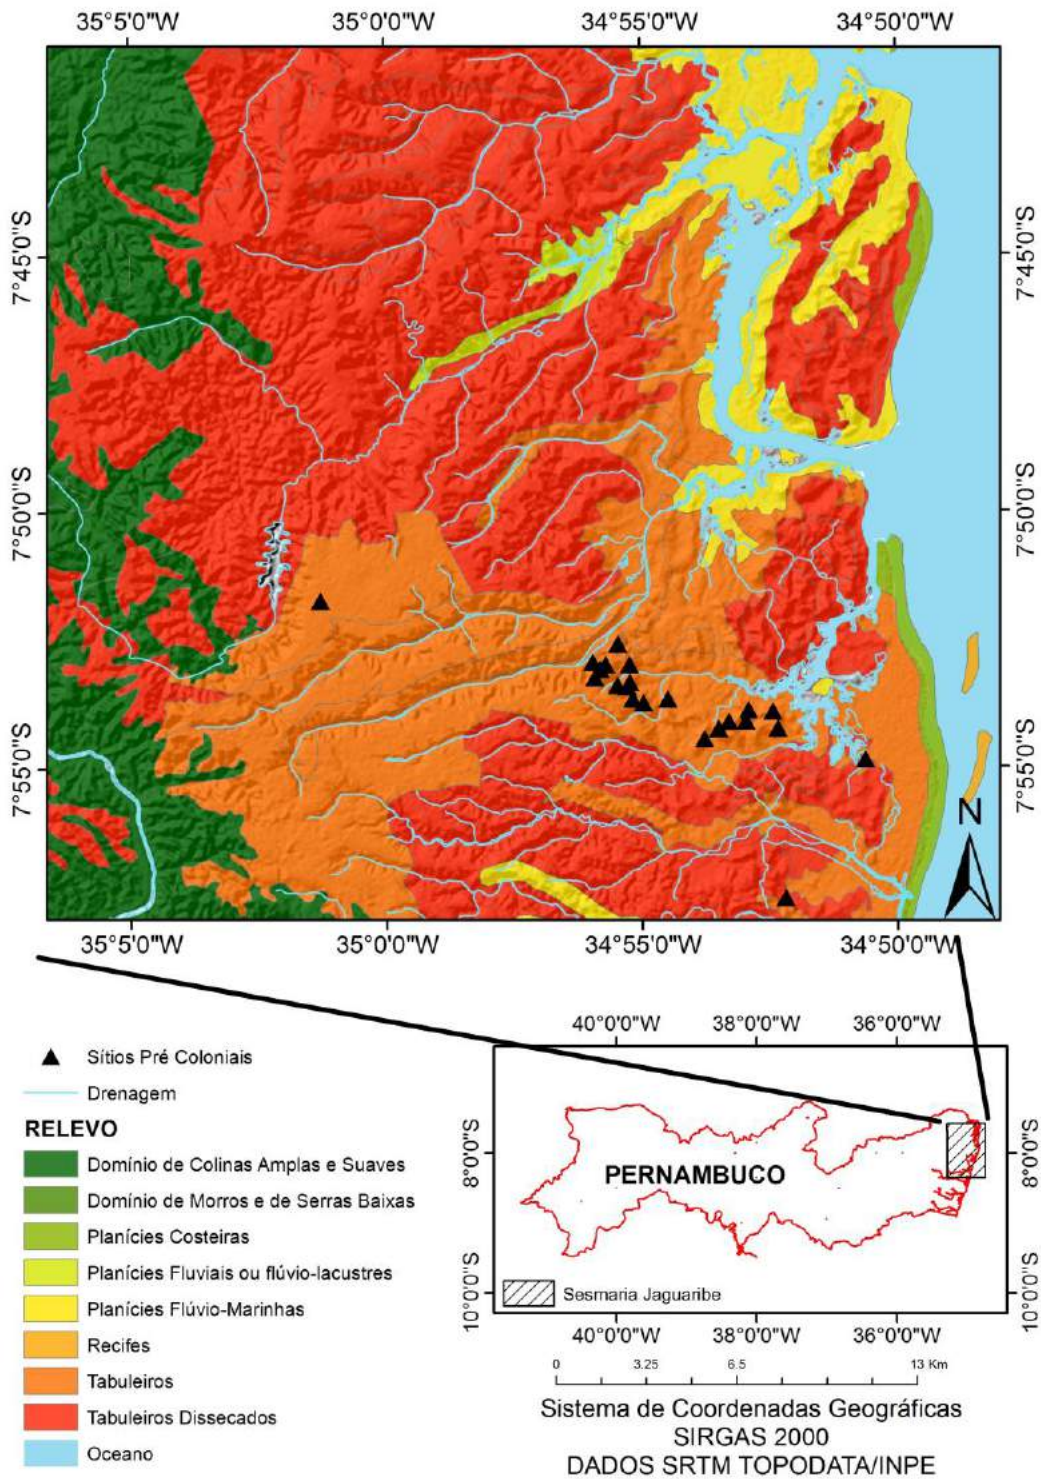 35°5'0"W 35°0'0"W 34°55'0"W 34°50'0"W
7°45'0"S 7°45'0"S
7°50'0"S 7°50'0"S
7°55'0"S 7°55'0"S
N
35°5'0"W 35°0'0"W 34°55'0"W 34°50'0"W
40°0'0"W 38°0'0"W 36°0'0"W
Sítios Pré Coloniais
Drenagem
RELEVO
Domínio de Colinas Amplas e Suaves
Domínio de Morros e de Serras Baixas
Planícies Costeiras
Planícies Fluviais ou flúvio-lacustres
Planícies Flúvio-Marinhas
Recifes
Tabuleiros
Tabuleiros Dissecados
Oceano
8°0'0"S 8°0'0"S
PERNAMBUCO
10°0'0"S 10°0'0"S
Sesmaria Jaguaribe
40°0'0"W 38°0'0"W 36°0'0"W
0 3.25 6.5 13 Km
Sistema de Coordenadas Geográficas
SIRGAS 2000
DADOS SRTM TOPODATA/INPE